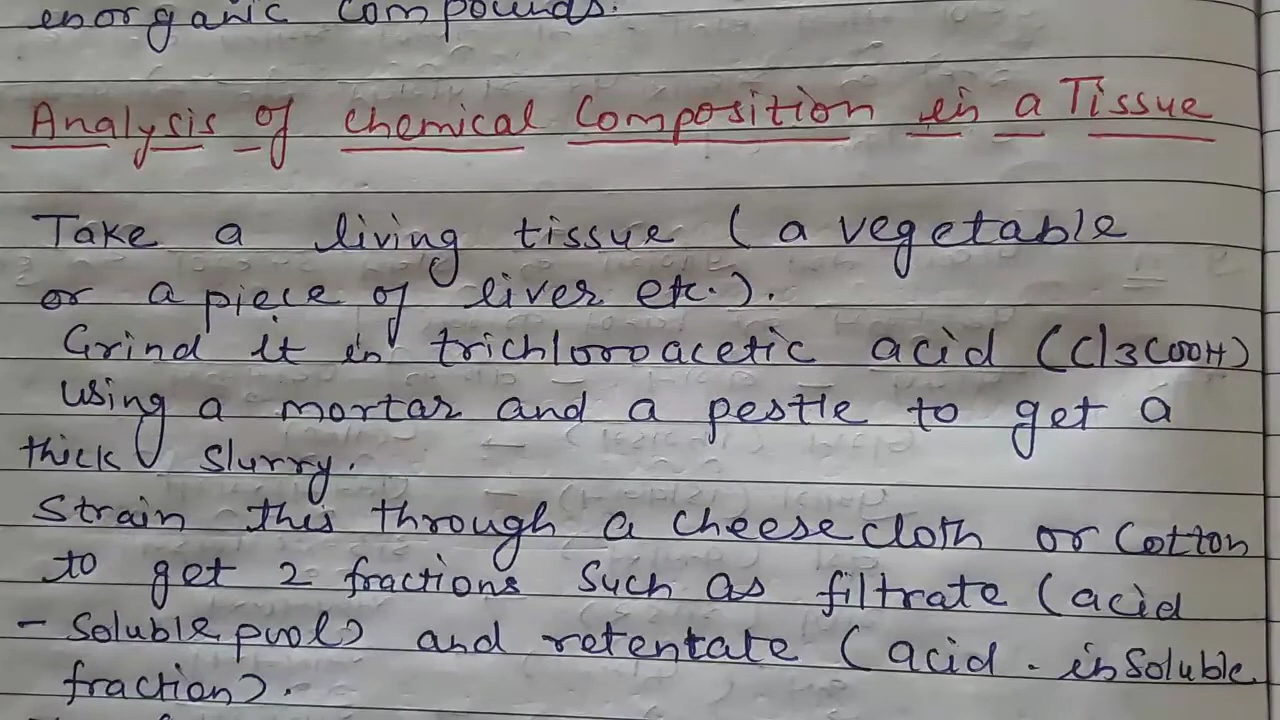 inorganic compounds.
Analysis of chemical Composition in a Tissue
Take a living tissue (a vegetable
or a piece of liver etc.).
Grind it in trichloroacetic acid (Cl3COOH)
using a mortar and a pestle to get a
thick slurry.
Strain this through a cheesecloth or Cotton
to get 2 fractions such as filtrate (acid
- soluble pool) and retentate (acid - insoluble
fraction).